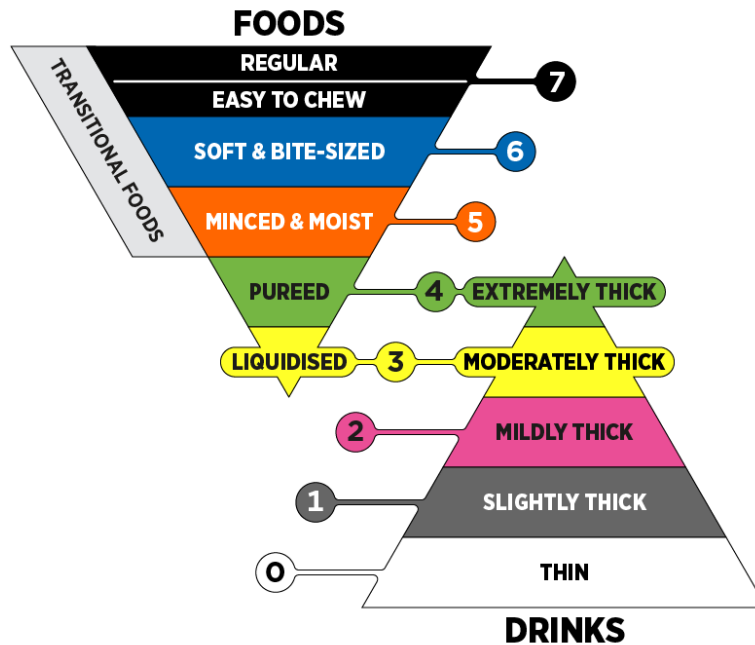 FOODS
REGULAR
7
EASY TO CHEW
TRANSITIONAL FOODS
SOFT & BITE-SIZED
6
MINCED & MOIST
5
PUREED
4
EXTREMELY THICK
LIQUIDISED
3
MODERATELY THICK
2
MILDLY THICK
1
SLIGHTLY THICK
0
THIN
DRINKS